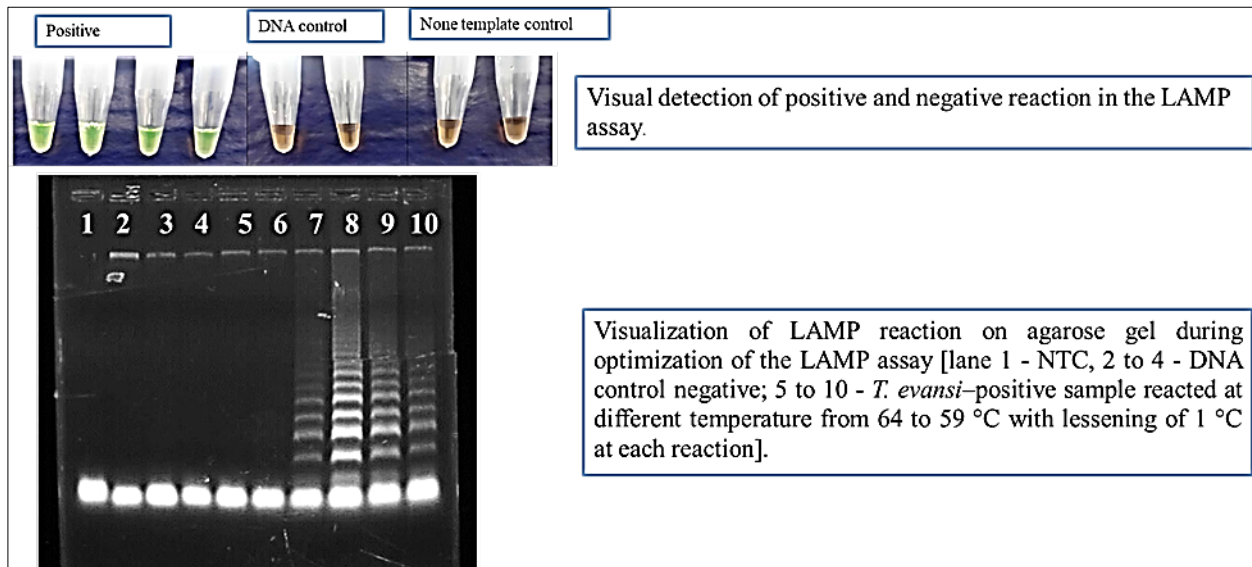 Positive
DNA control
None template control
Visual detection of positive and negative reaction in the LAMP
assay.
1 2 3 4 5 6 7 8 9 10
Visualization of LAMP reaction on agarose gel during
optimization of the LAMP assay [lane 1 - NTC, 2 to 4 - DNA
control negative; 5 to 10 - T. evansi–positive sample reacted at
different temperature from 64 to 59 °C with lessening of 1 °C
at each reaction].